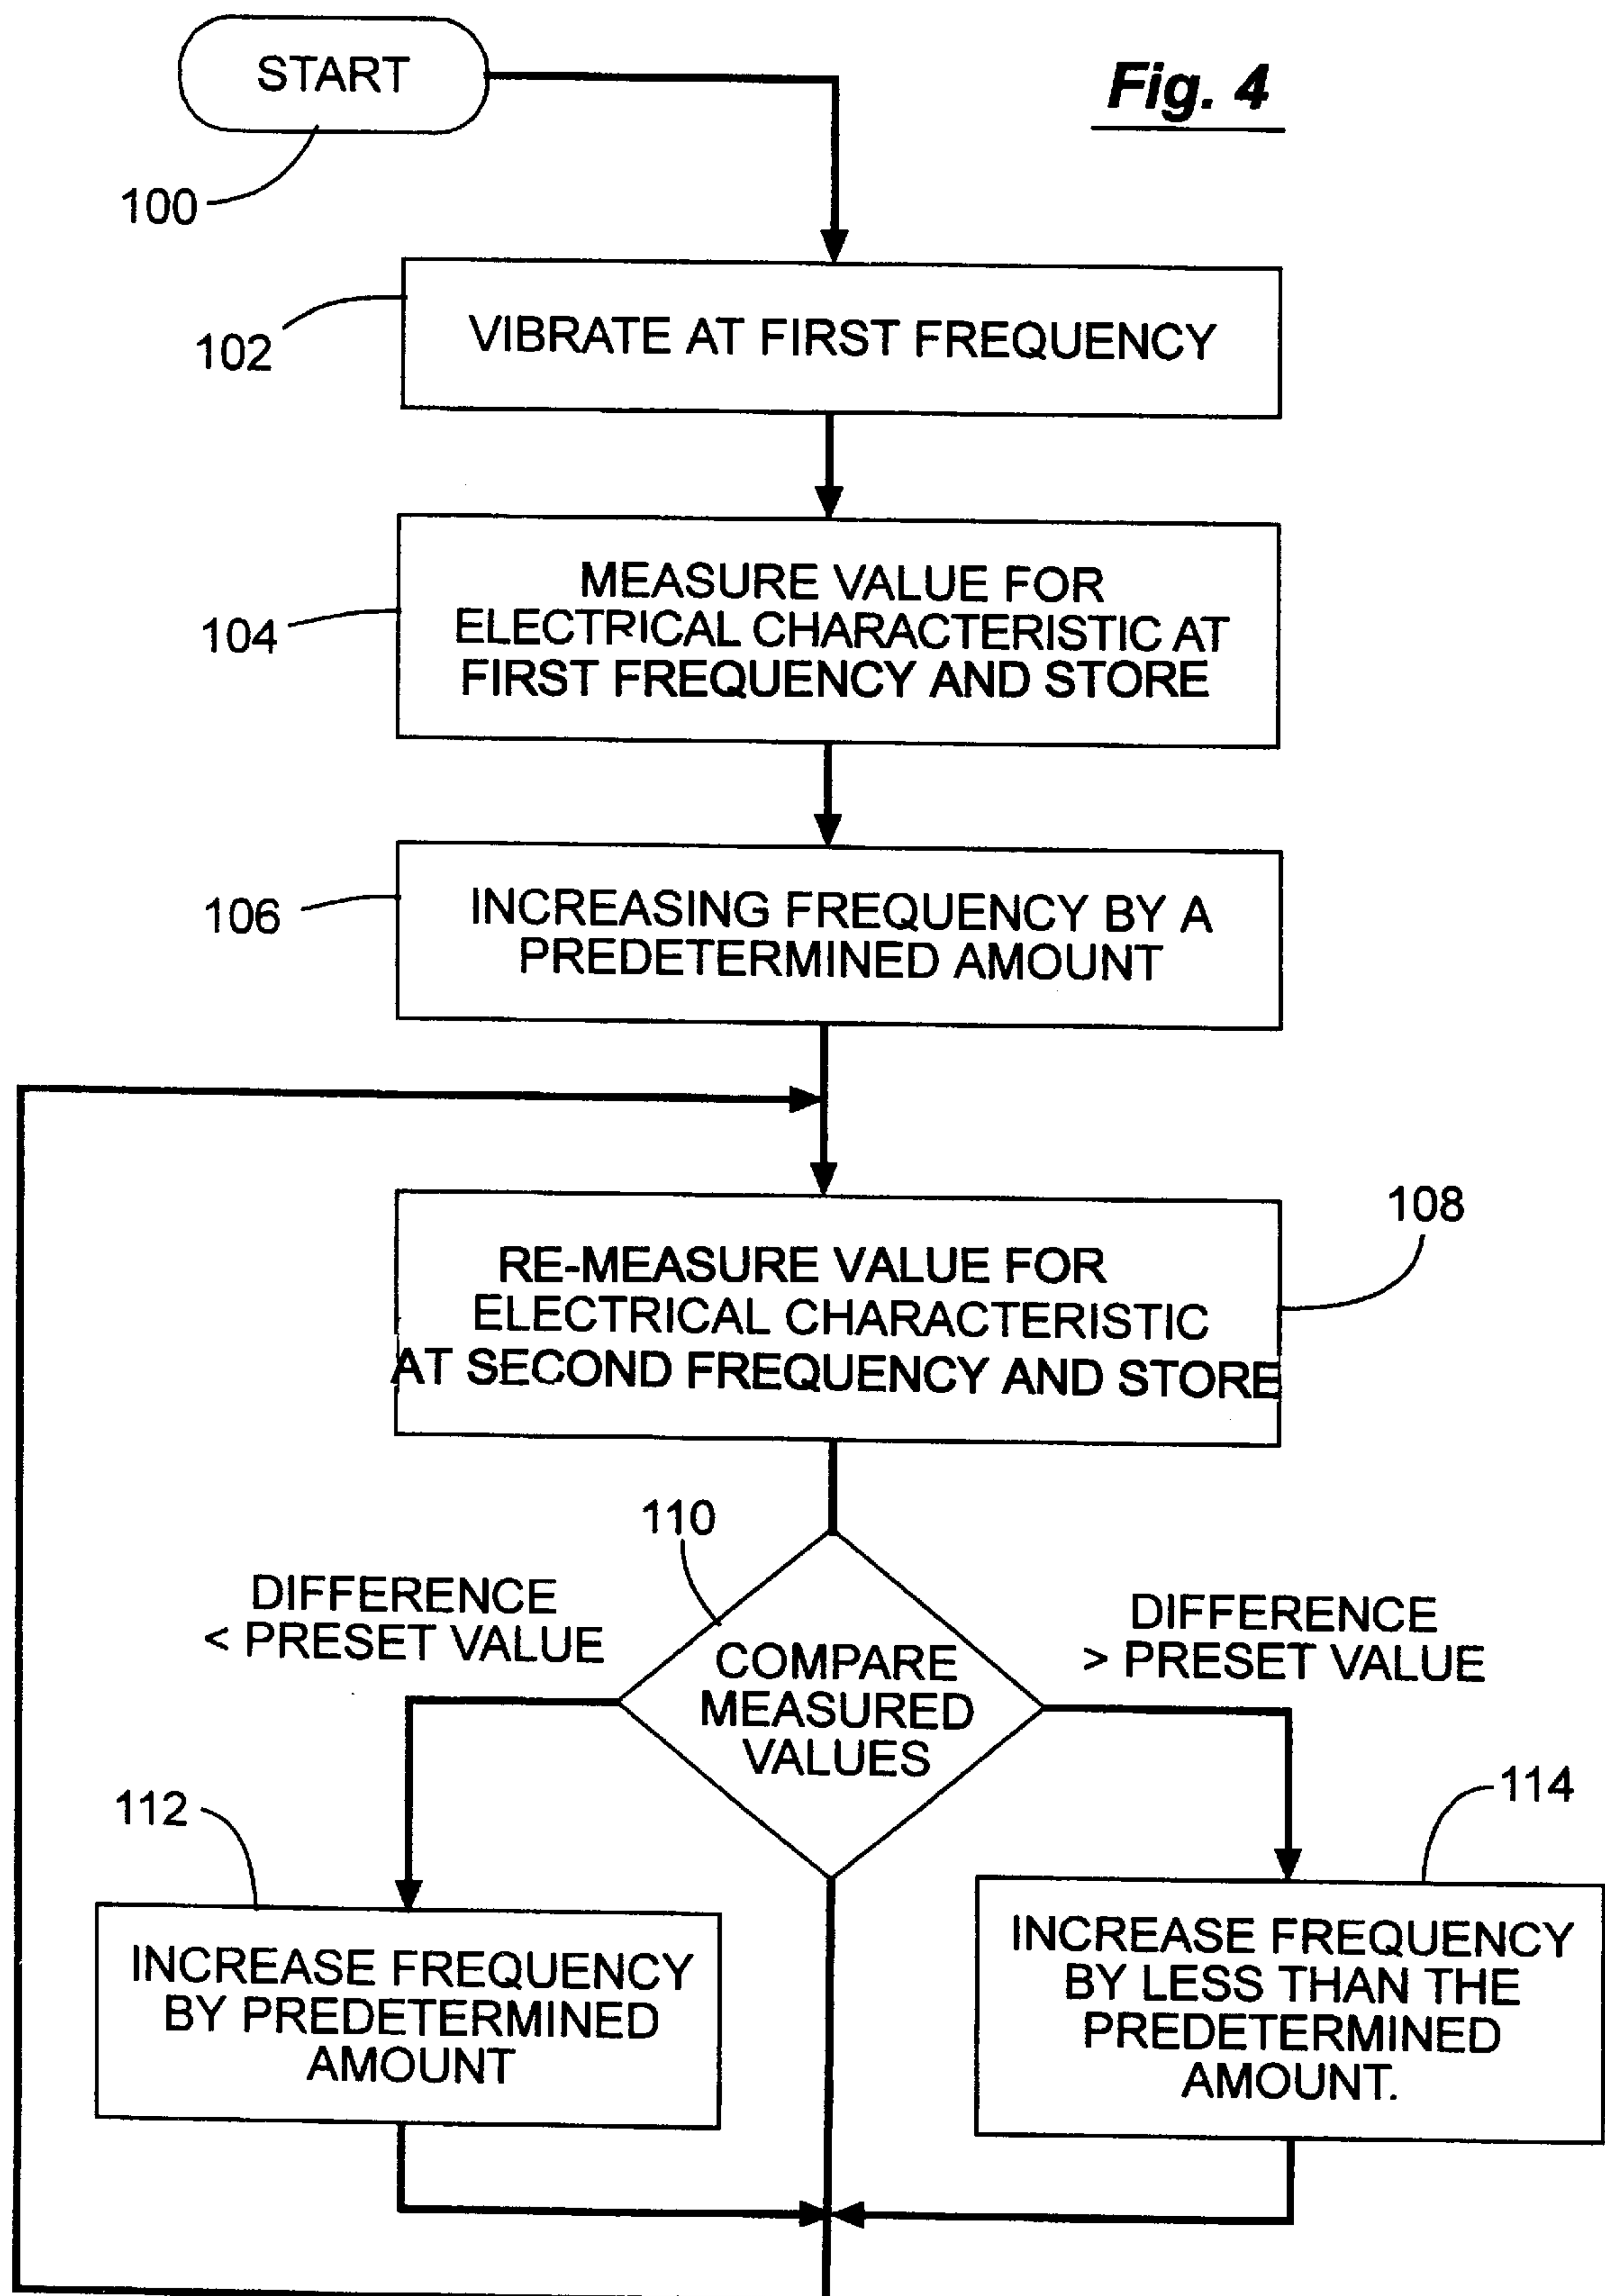 START
Fig. 4
100
102
VIBRATE AT FIRST FREQUENCY
104
MEASURE VALUE FOR
ELECTRICAL CHARACTERISTIC AT
FIRST FREQUENCY AND STORE
106
INCREASING FREQUENCY BY A
PREDETERMINED AMOUNT
108
RE-MEASURE VALUE FOR
ELECTRICAL CHARACTERISTIC
AT SECOND FREQUENCY AND STORE
110
DIFFERENCE
< PRESET VALUE
DIFFERENCE
> PRESET VALUE
COMPARE
MEASURED
VALUES
112
114
INCREASE FREQUENCY
BY PREDETERMINED
AMOUNT
INCREASE FREQUENCY
BY LESS THAN THE
PREDETERMINED
AMOUNT.